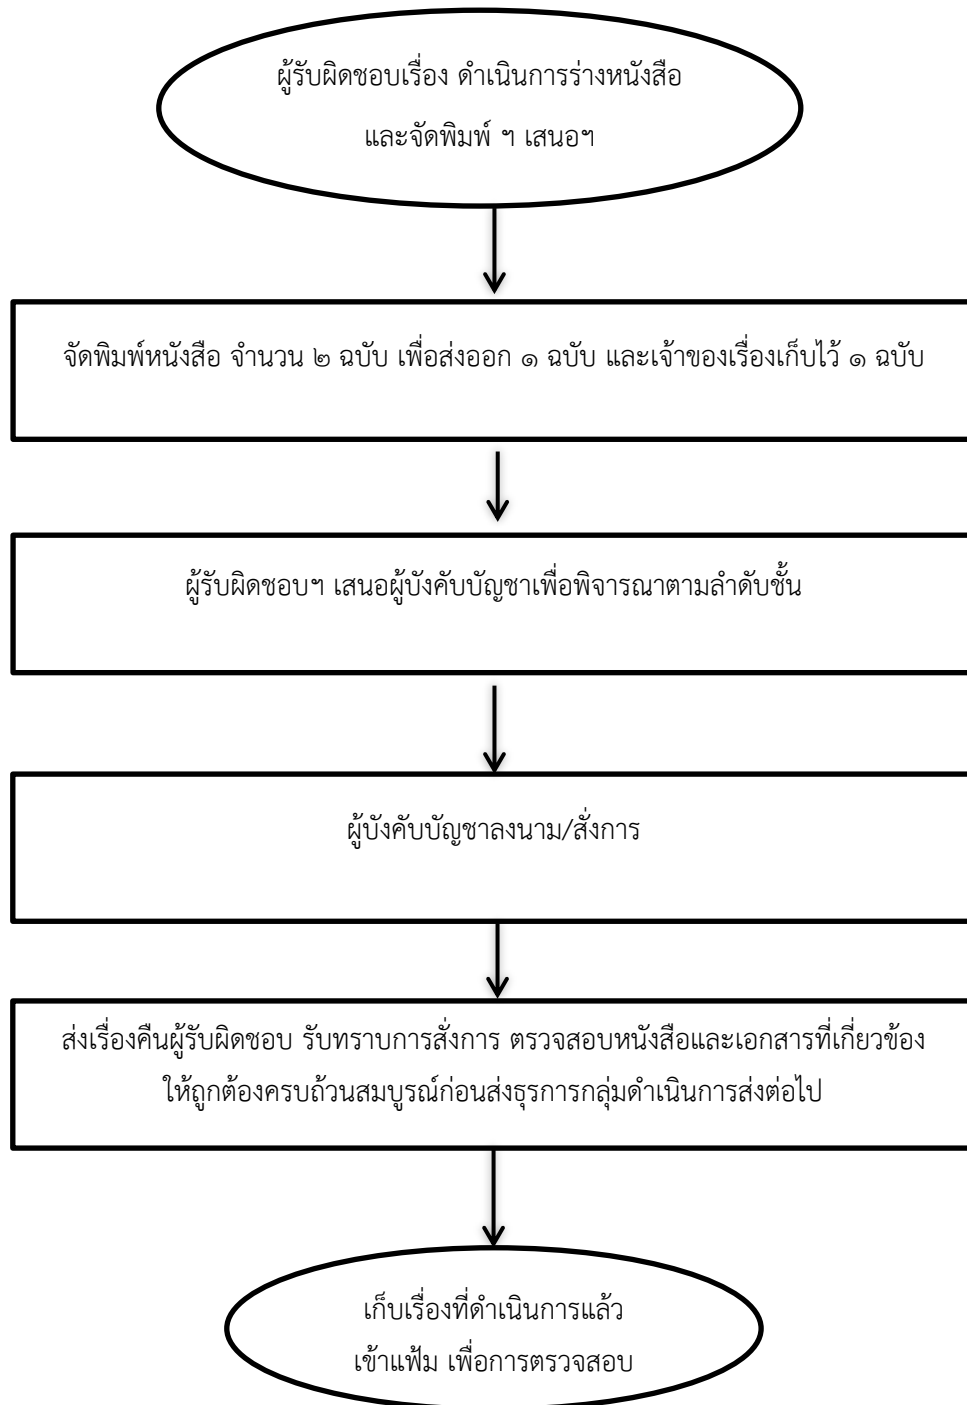 ผู้รับผิดชอบเรื่อง ดำเนินการร่างหนังสือ
และจัดพิมพ์ ฯ เสนอฯ
จัดพิมพ์หนังสือ จำนวน ๒ ฉบับ เพื่อส่งออก ๑ ฉบับ และเจ้าของเรื่องเก็บไว้ ๑ ฉบับ
ผู้รับผิดชอบฯ เสนอผู้บังคับบัญชาเพื่อพิจารณาตามลำดับชั้น
ผู้บังคับบัญชาลงนาม/สั่งการ
ส่งเรื่องคืนผู้รับผิดชอบ รับทราบการสั่งการ ตรวจสอบหนังสือและเอกสารที่เกี่ยวข้อง
ให้ถูกต้องครบถ้วนสมบูรณ์ก่อนส่งธุรการกลุ่มดำเนินการส่งต่อไป
เก็บเรื่องที่ดำเนินการแล้ว
เข้าแฟ้ม เพื่อการตรวจสอบ